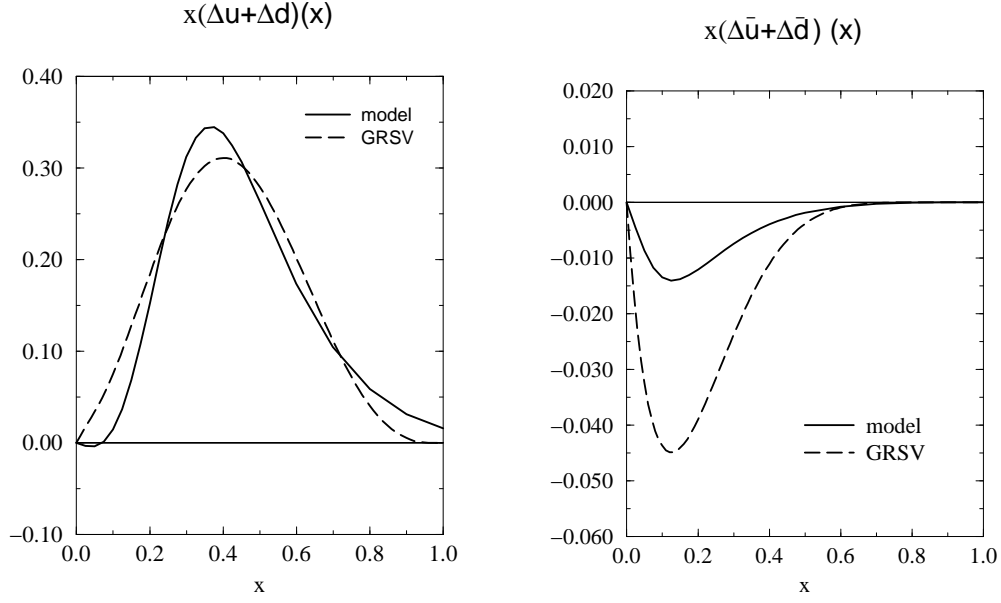 x(Δu+Δd)(x)
0.40
0.30
0.20
0.10
0.00
−0.10
model
GRSV
0.0 0.2 0.4 0.6 0.8 1.0
x
x(Δū+Δd̄) (x)
0.020
0.010
0.000
−0.010
−0.020
−0.030
−0.040
−0.050
−0.060
model
GRSV
0.0 0.2 0.4 0.6 0.8 1.0
x